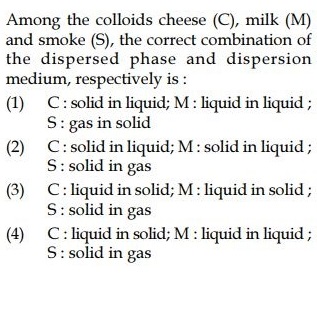 Among the colloids cheese (C), milk (M)
and smoke (S), the correct combination of
the dispersed phase and dispersion
medium, respectively is :
(1) C : solid in liquid; M : liquid in liquid ;
S : gas in solid
(2) C : solid in liquid; M : solid in liquid ;
S : solid in gas
(3) C : liquid in solid; M : liquid in solid ;
S : solid in gas
(4) C : liquid in solid; M : liquid in liquid ;
S : solid in gas